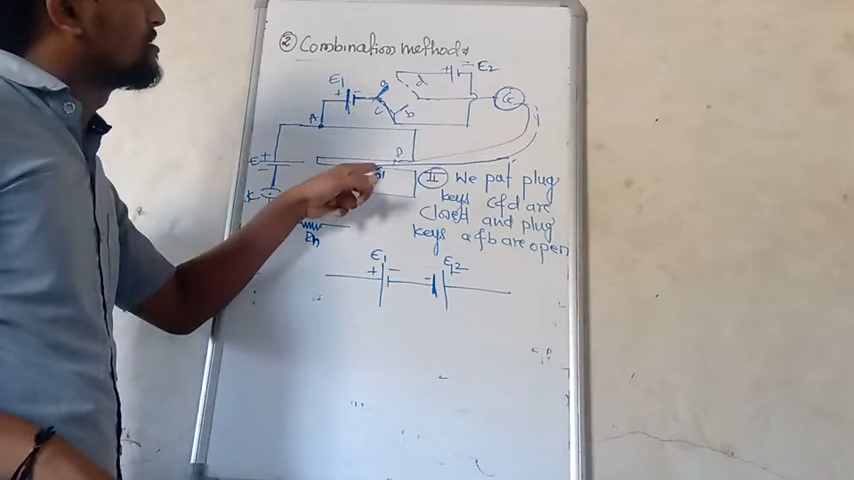 ② Combination method
E1
+ -
+ - E2
a
d
c
b
G
A
E + -
K
Rh
P
II We put plug
keys c & d are
closed and plug
keys a & b are open
E1 E2
+ - - +